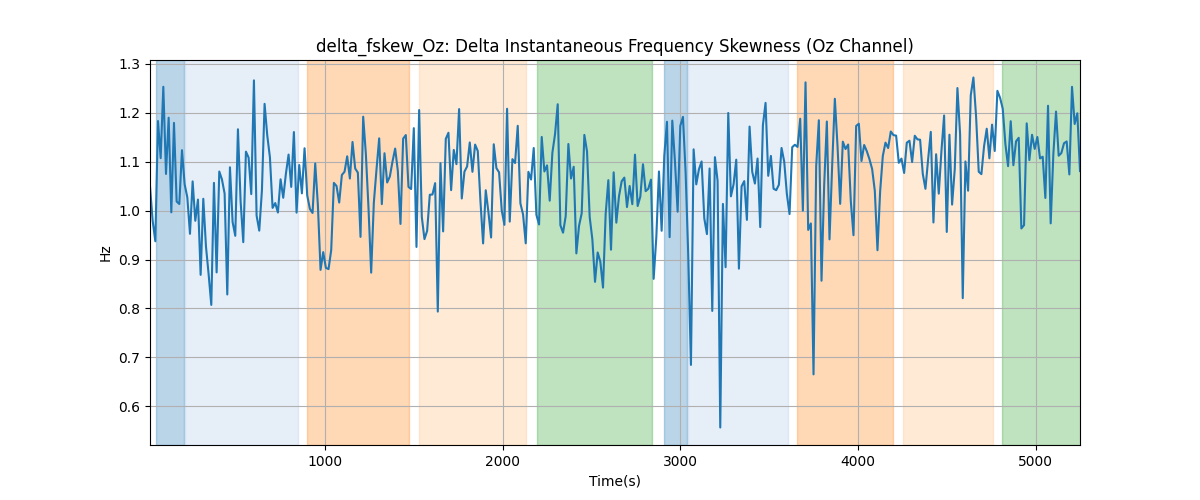 delta_fskew_Oz: Delta Instantaneous Frequency Skewness (Oz Channel)
1.3
1.2
1.1
1.0
0.9
0.8
0.7
0.6
Hz
1000 2000 3000 4000 5000
Time(s)